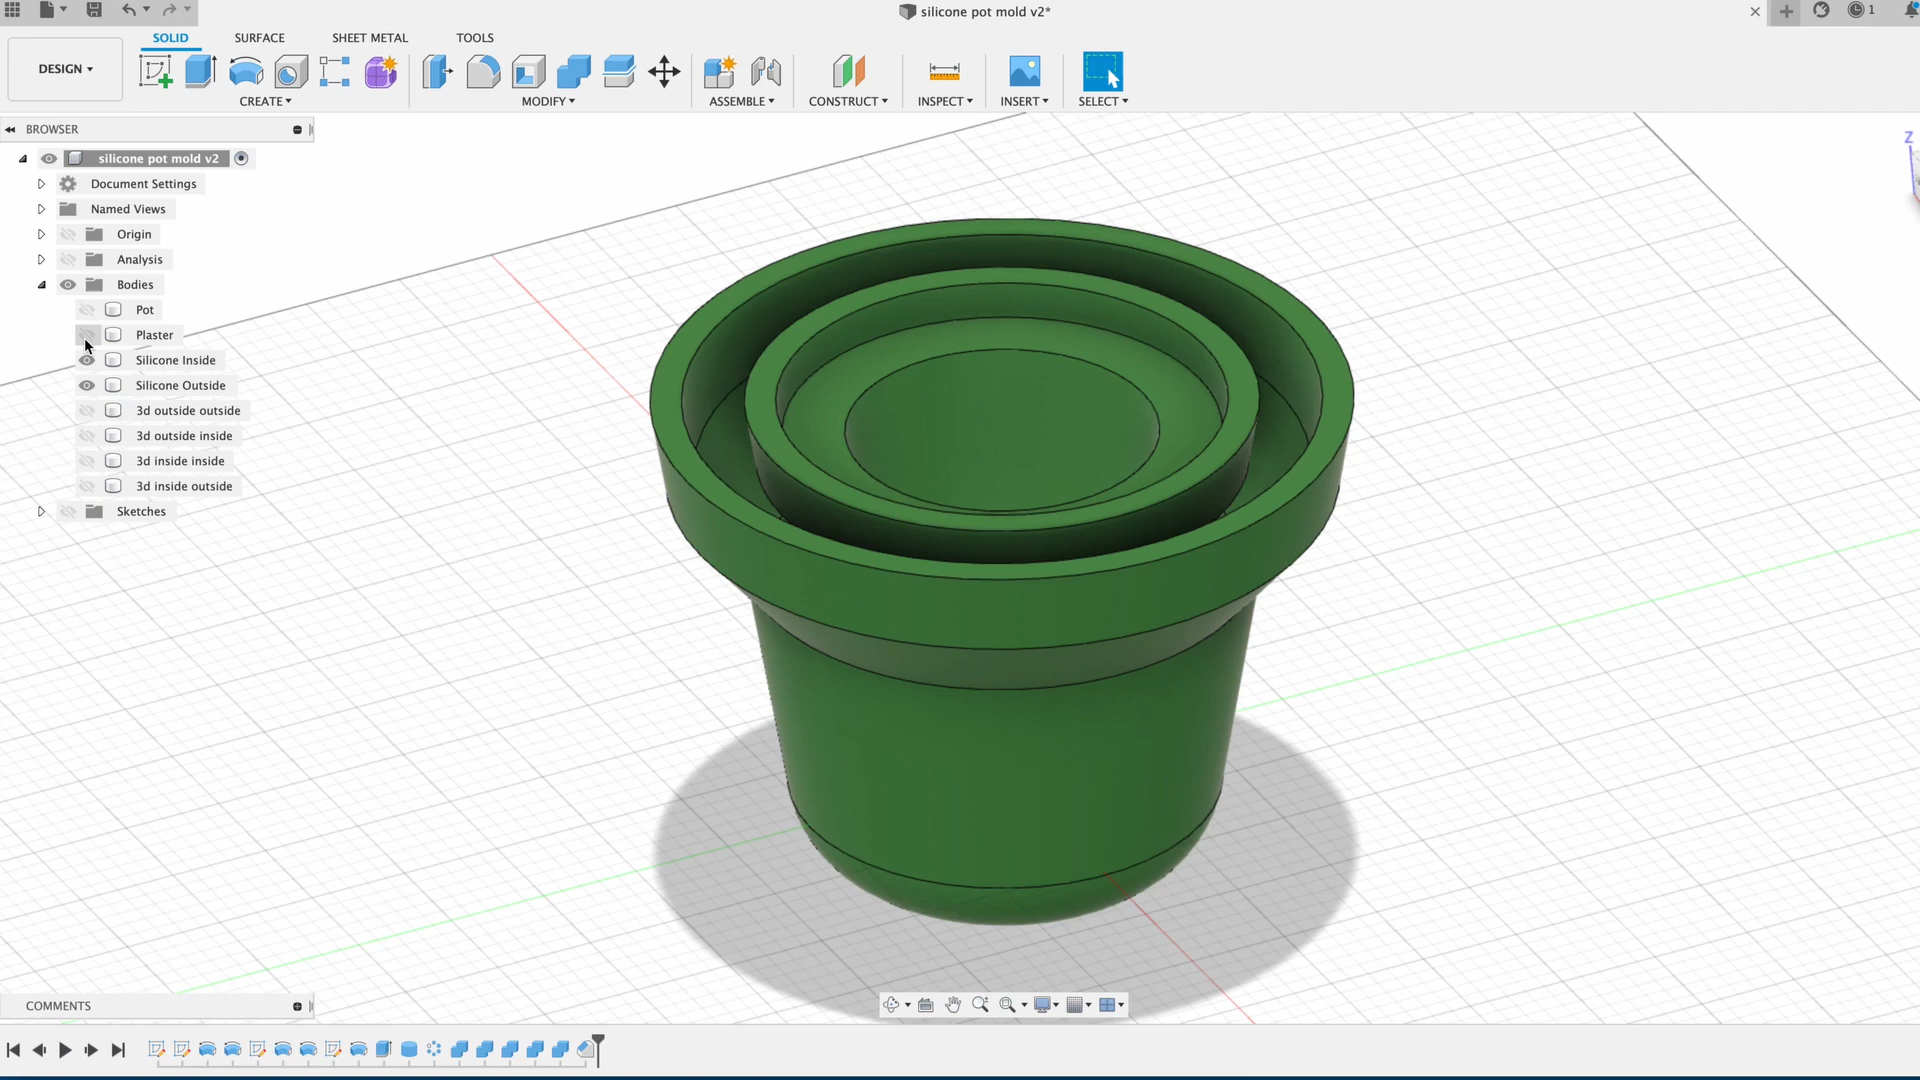 silicone pot mold v2*
1
DESIGN
SOLID
SURFACE
SHEET METAL
TOOLS
CREATE
MODIFY
ASSEMBLE
CONSTRUCT
INSPECT
INSERT
SELECT
BROWSER
Z
silicone pot mold v2
Document Settings
Named Views
Origin
Analysis
Bodies
Pot
Plaster
Silicone Inside
Silicone Outside
3d outside outside
3d outside inside
3d inside inside
3d inside outside
Sketches
COMMENTS